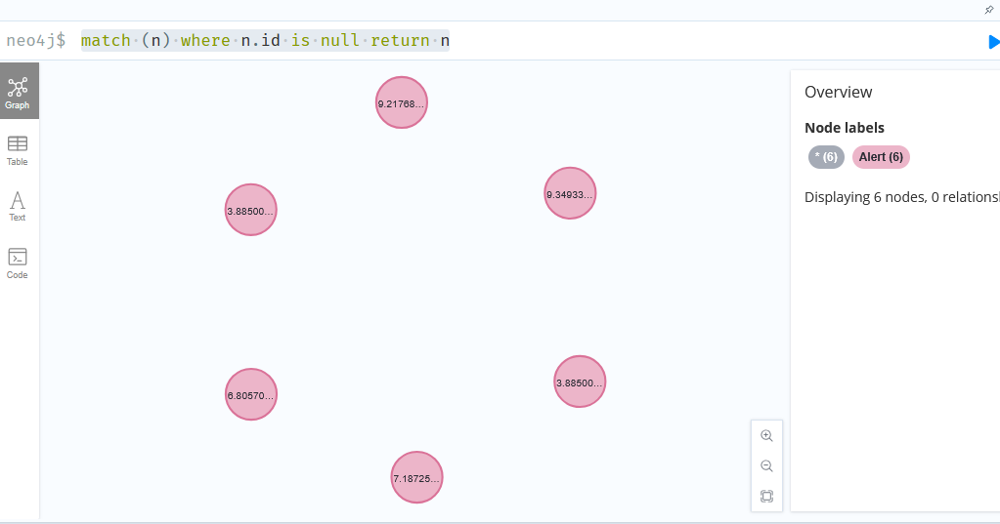 neo4j$ match (n) where n.id is null return n
Graph
Table
Text
Code
9.21768...
3.88500...
9.34933...
6.80570...
3.88500...
7.18725...
Overview
Node labels
* (6) Alert (6)
Displaying 6 nodes, 0 relations